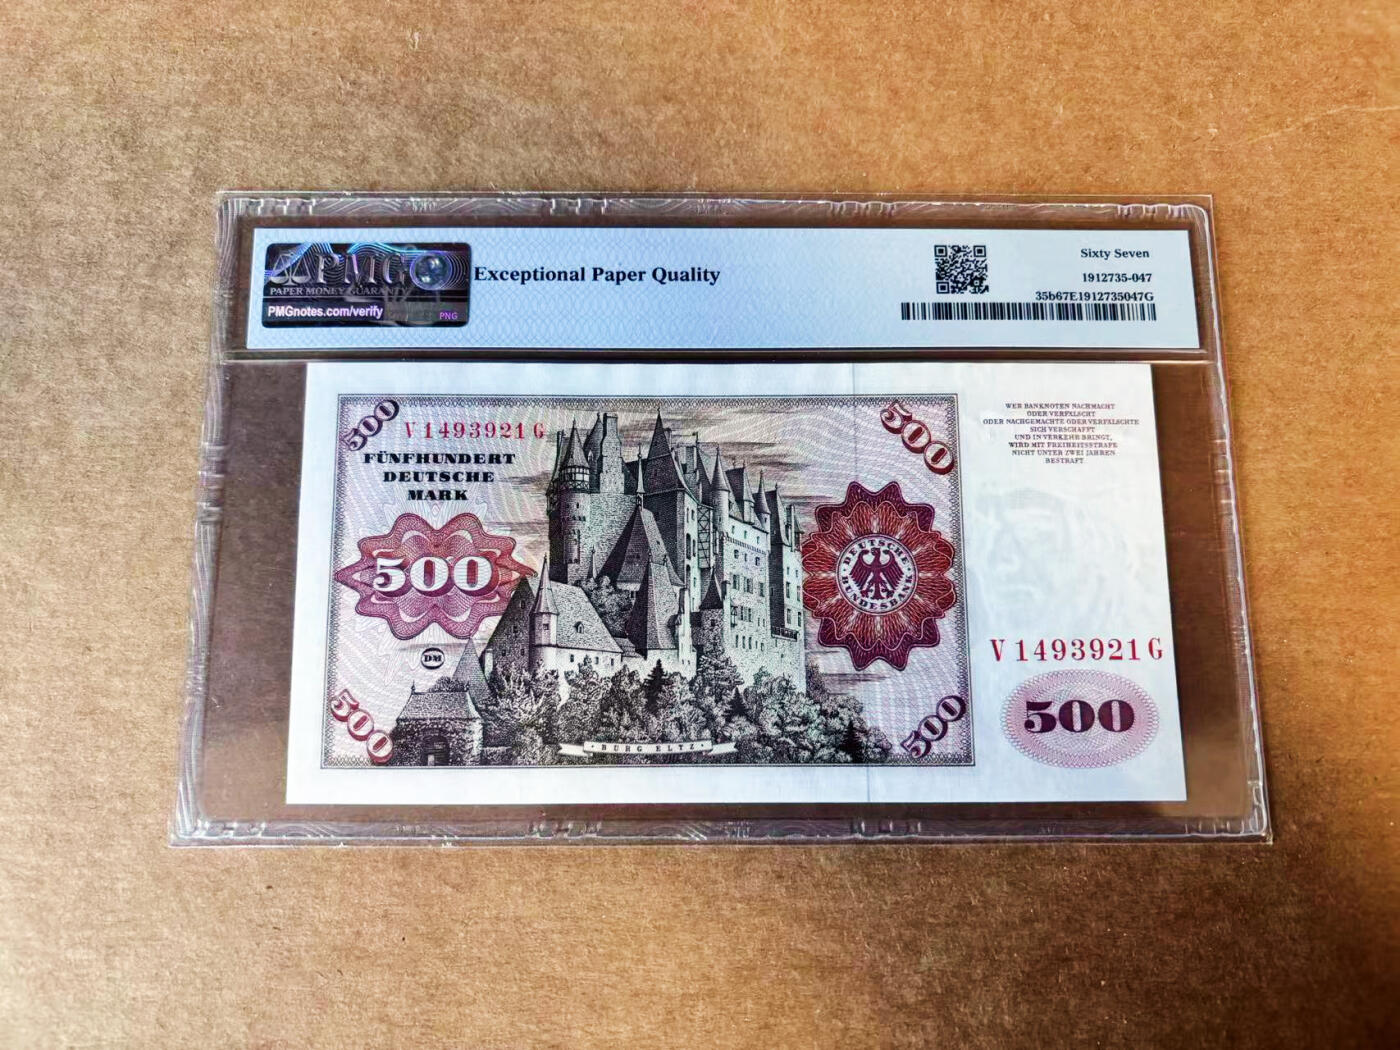 PMG
PAPER MONEY GUARANTY
PMGnotes.com/verify
PNG
Exceptional Paper Quality
Sixty Seven
1912735-047
35b67E1912735047G
500
V1493921G
FÜNFHUNDERT
DEUTSCHE
MARK
500
500
DM
500
BURG ELTZ
DEUTSCHE BUNDESBANK
500
WER BANKNOTEN NACHMACHT
ODER VERFÄLSCHT
ODER NACHGEMACHTE ODER VERFÄLSCHTE
SICH VERSCHAFFT
UND IN VERKEHR BRINGT,
WIRD MIT FREIHEITSSTRAFE
NICHT UNTER ZWEI JAHREN
BESTRAFT
V1493921G
500